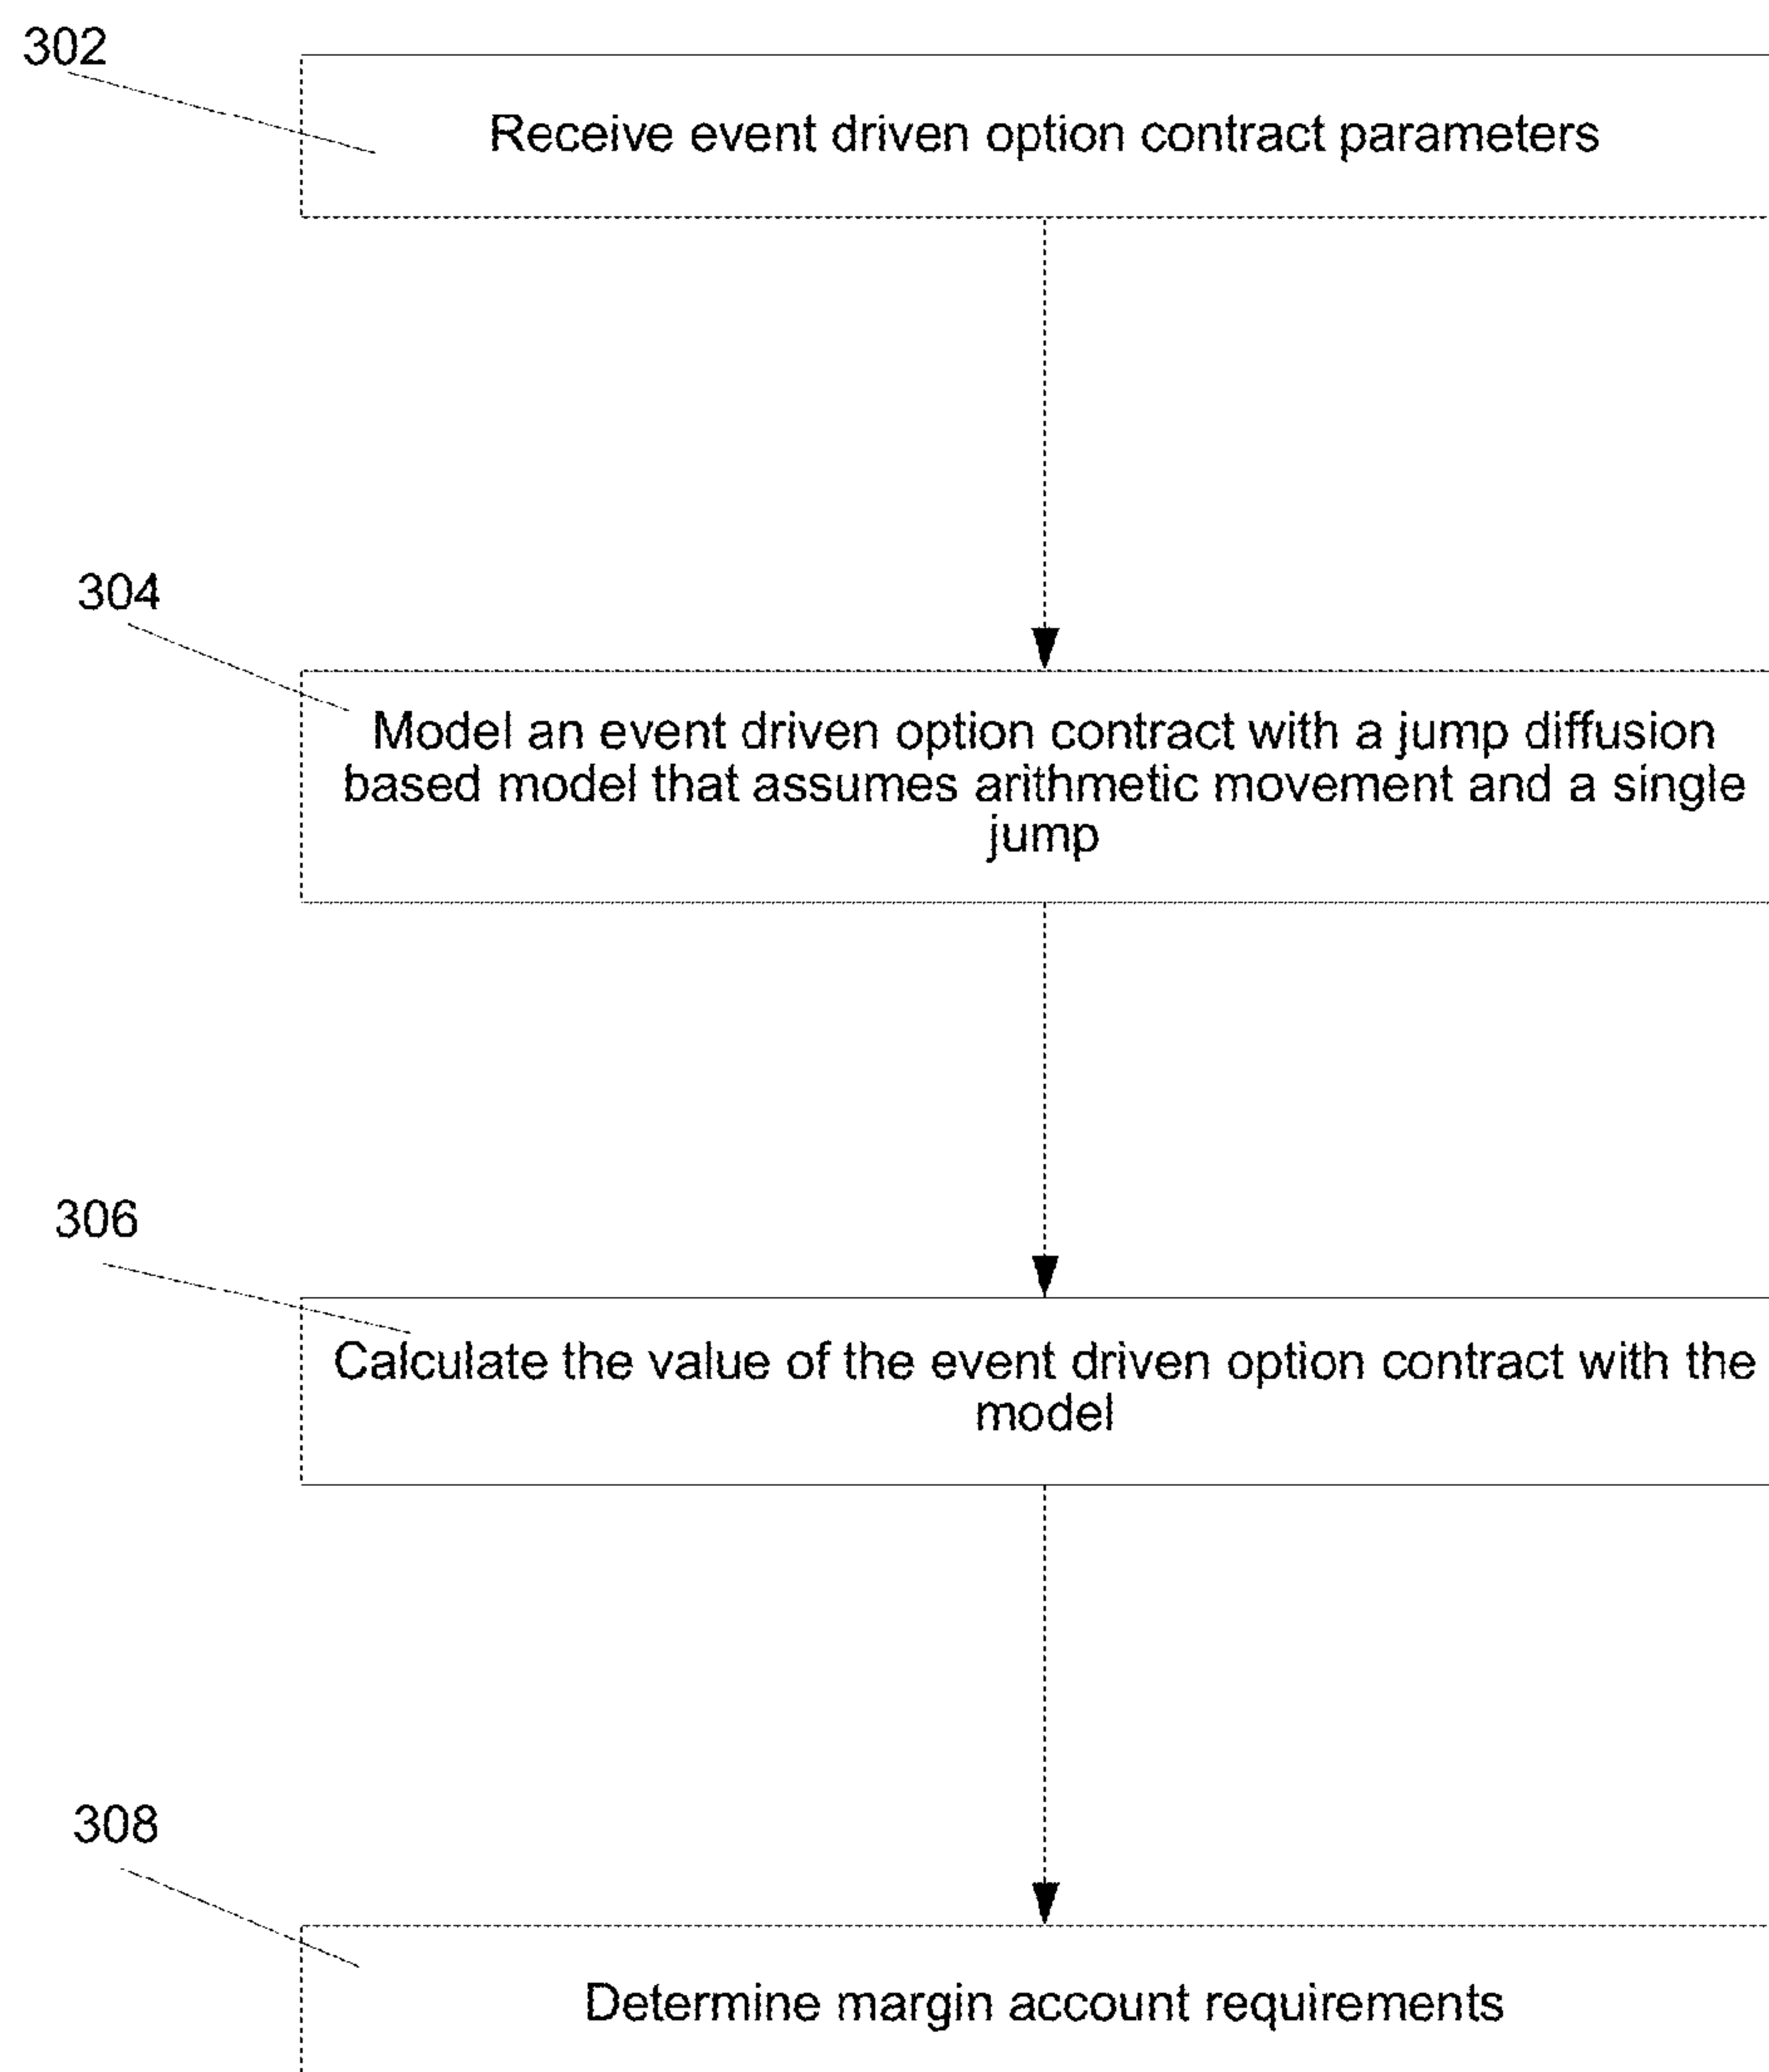 302
Receive event driven option contract parameters
304
Model an event driven option contract with a jump diffusion
based model that assumes arithmetic movement and a single
jump
306
Calculate the value of the event driven option contract with the
model
308
Determine margin account requirements